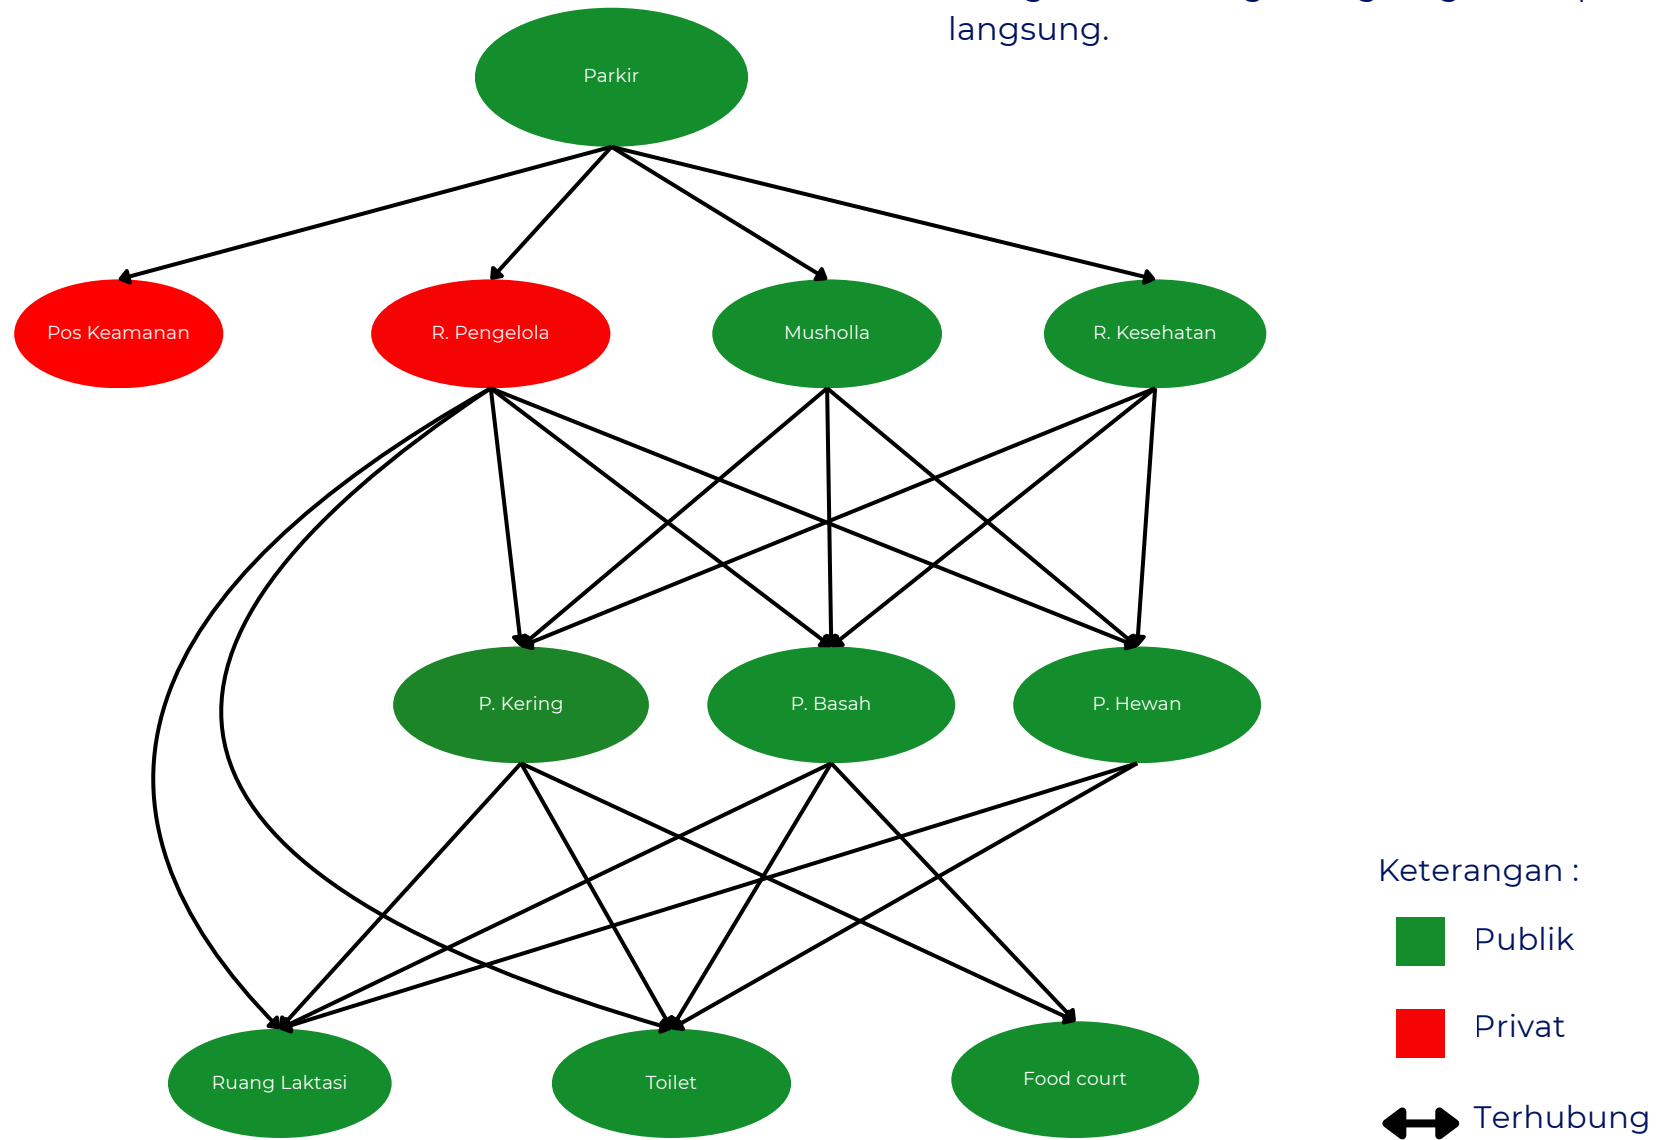 langsung.
Parkir
Pos Keamanan
R. Pengelola
Musholla
R. Kesehatan
P. Kering
P. Basah
P. Hewan
Ruang Laktasi
Toilet
Food court
Keterangan :
Publik
Privat
Terhubung